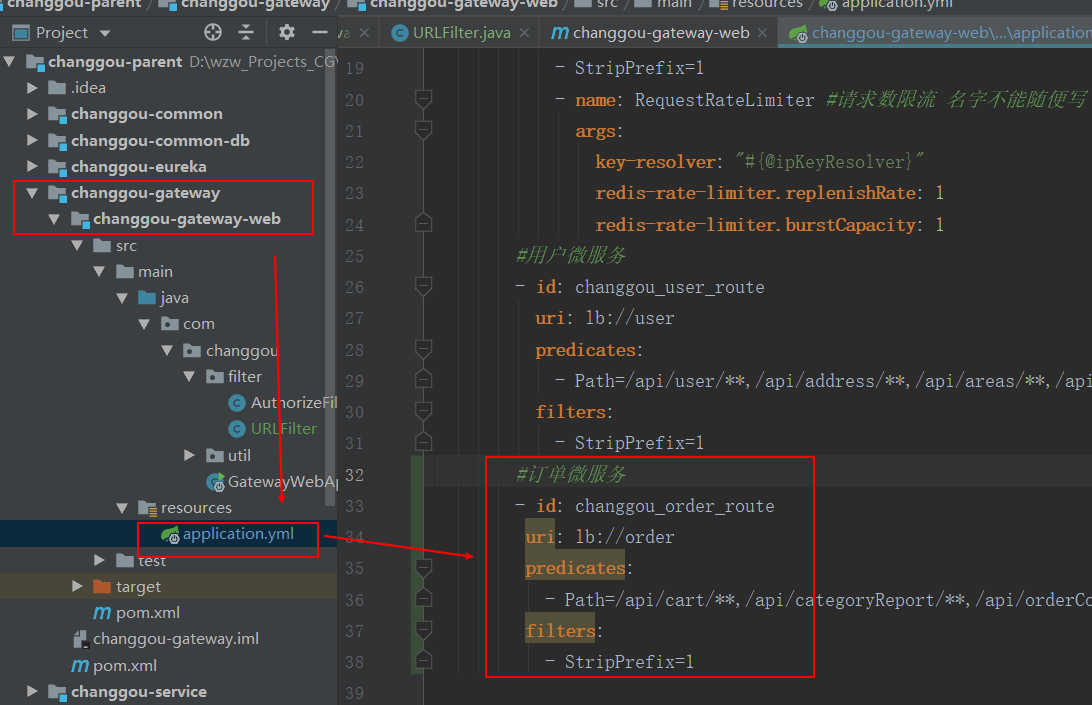 changgou-parent / changgou-gateway / changgou-gateway-web / src / main / resources / application.yml
Project
URLFilter.java
changgou-gateway-web
changgou-gateway-web\...\application
changgou-parent D:\wzw_Projects_CG\
.idea
changgou-common
changgou-common-db
changgou-eureka
changgou-gateway
changgou-gateway-web
src
main
java
com
changgou
filter
AuthorizeFil
URLFilter
util
GatewayWebAp
resources
application.yml
test
target
pom.xml
changgou-gateway.iml
pom.xml
changgou-service
19 - StripPrefix=1
20 - name: RequestRateLimiter #请求数限流 名字不能随便写
21 args:
22 key-resolver: "#{@ipKeyResolver}"
23 redis-rate-limiter.replenishRate: 1
24 redis-rate-limiter.burstCapacity: 1
25 #用户微服务
26 - id: changgou_user_route
27 uri: lb://user
28 predicates:
29 - Path=/api/user/**,/api/address/**,/api/areas/**,/api
30 filters:
31 - StripPrefix=1
32 #订单微服务
33 - id: changgou_order_route
34 uri: lb://order
35 predicates:
36 - Path=/api/cart/**,/api/categoryReport/**,/api/orderCo
37 filters:
38 - StripPrefix=1
39